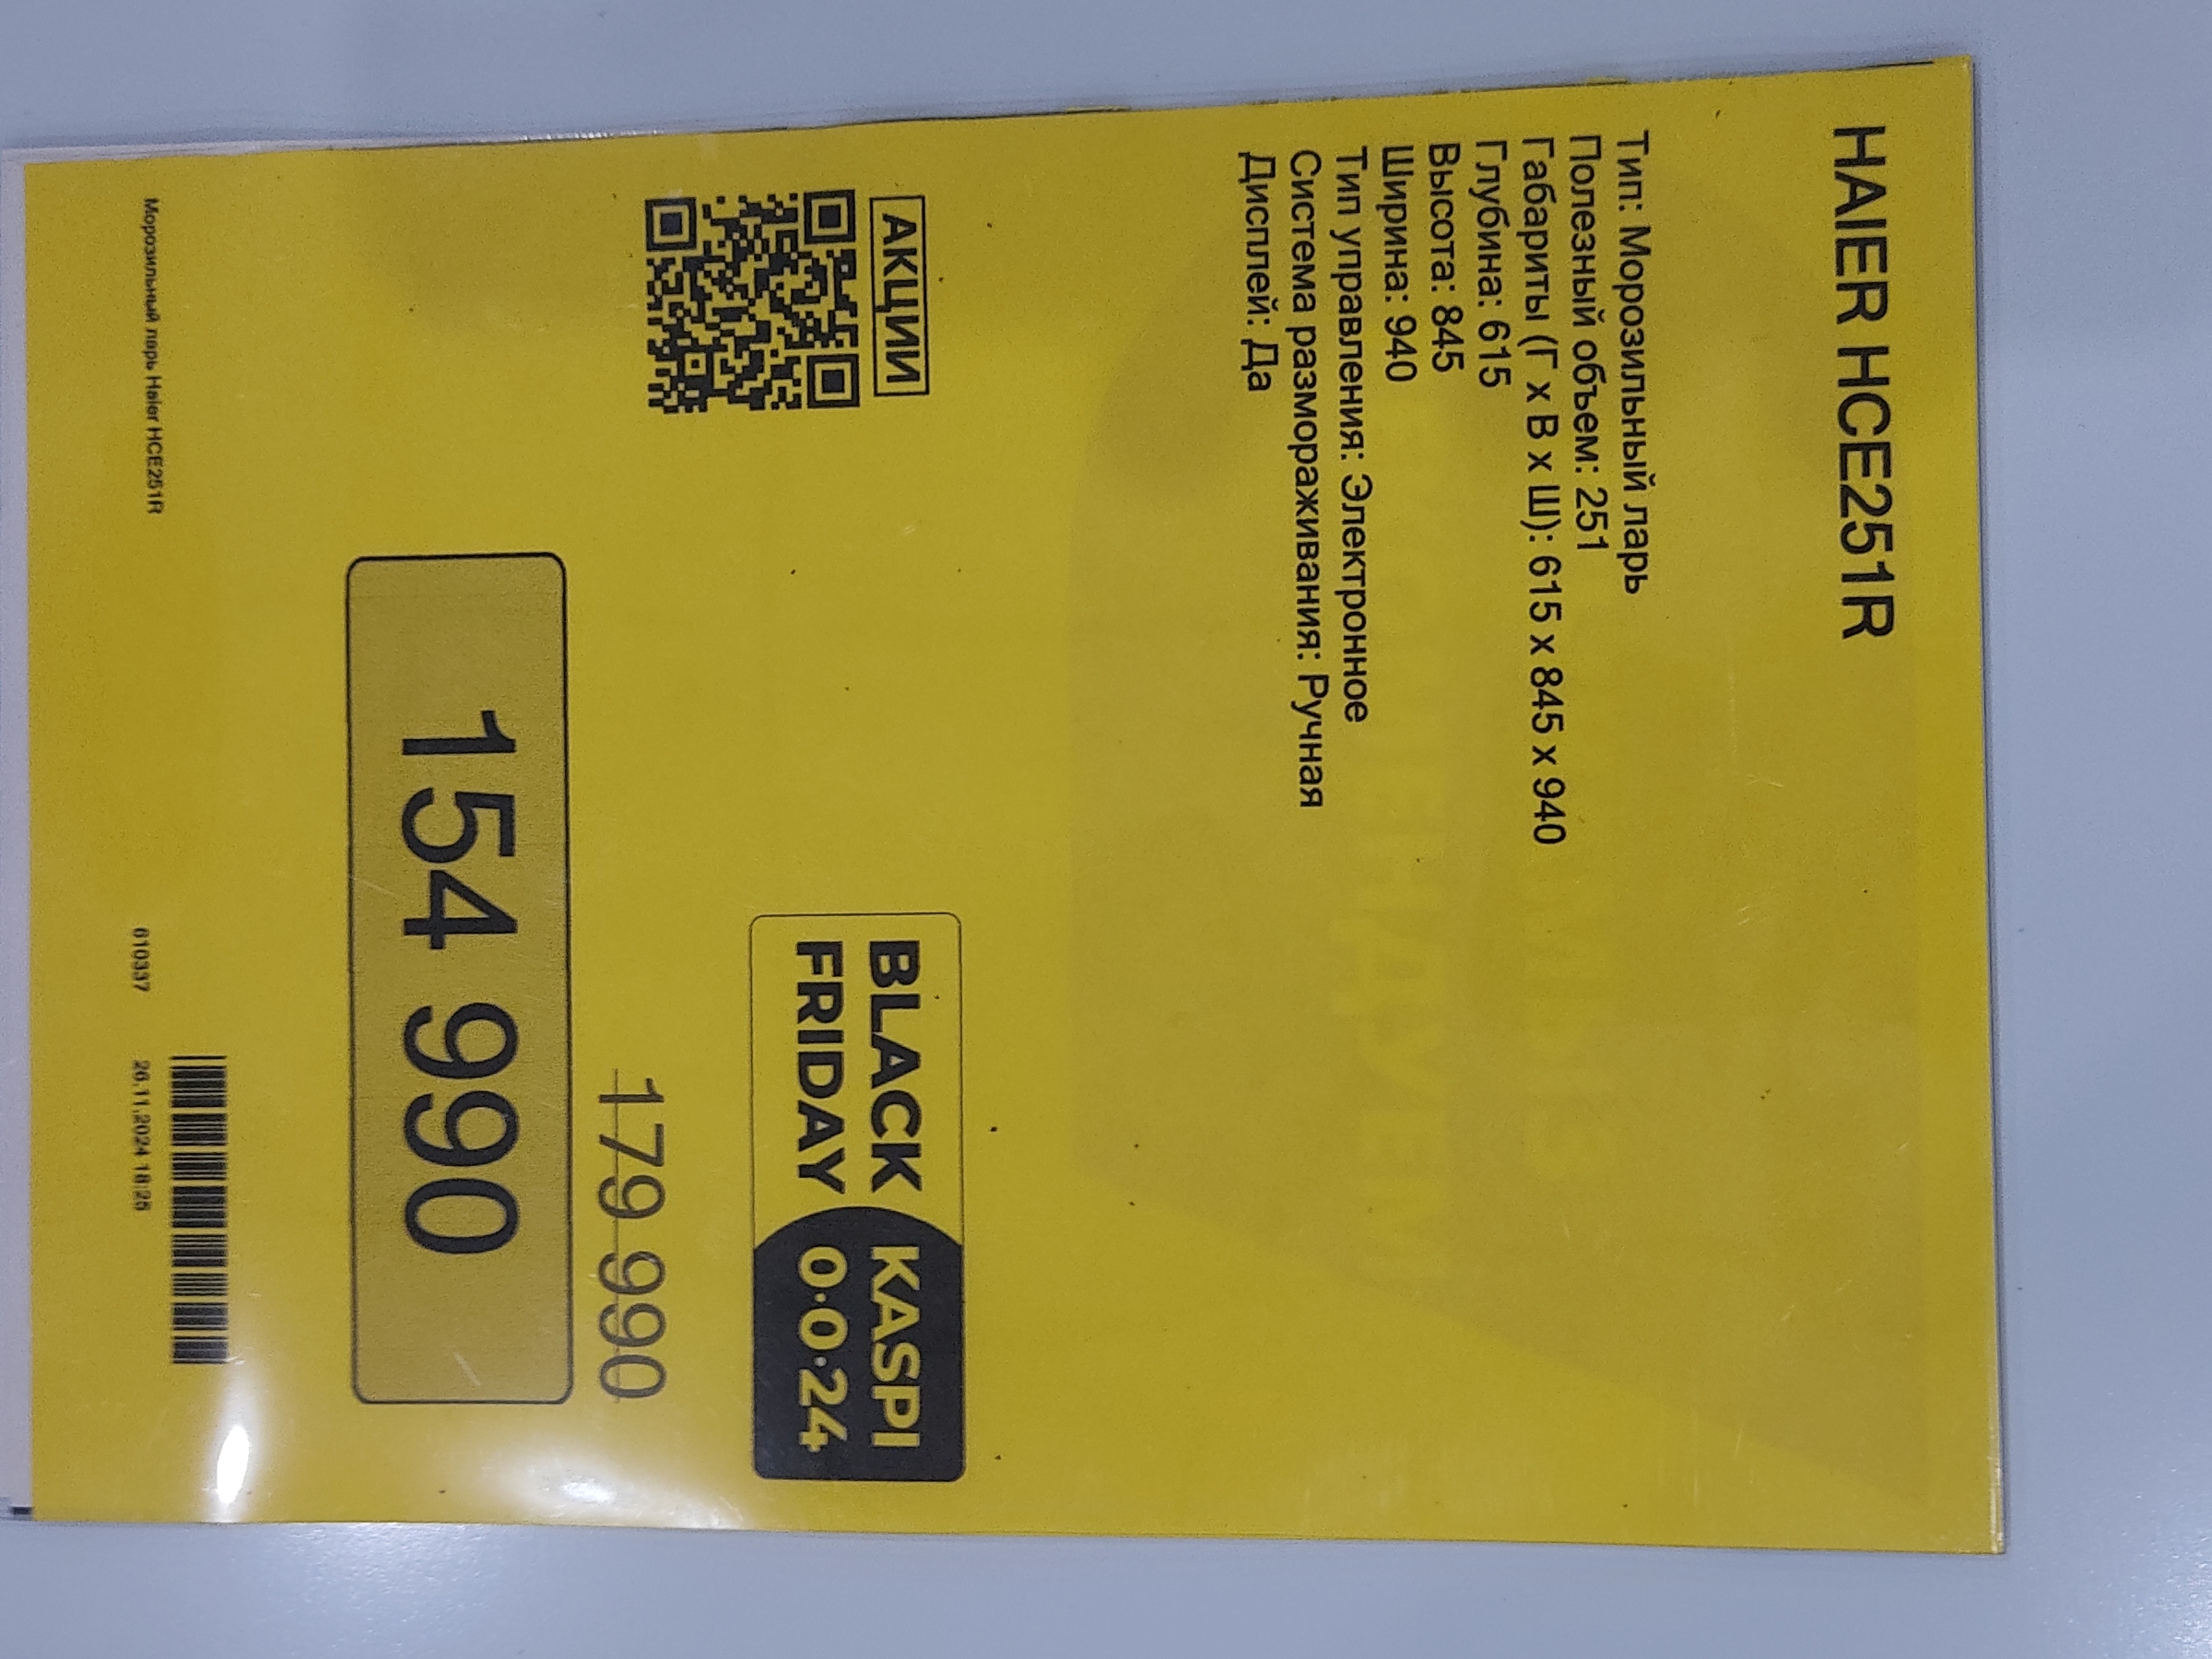 HAIER HCE251R
Тип: Морозильный ларь
Полезный объем: 251
Габариты (Г х В х Ш): 615 х 845 х 940
Глубина: 615
Высота: 845
Ширина: 940
Тип управления: Электронное
Система размораживания: Ручная
Дисплей: Да
АКЦИИ
BLACK FRIDAY
KASPI 0·0·24
179 990
154 990
Морозильный ларь Haier HCE251R
610337 20.11.2024 18:25